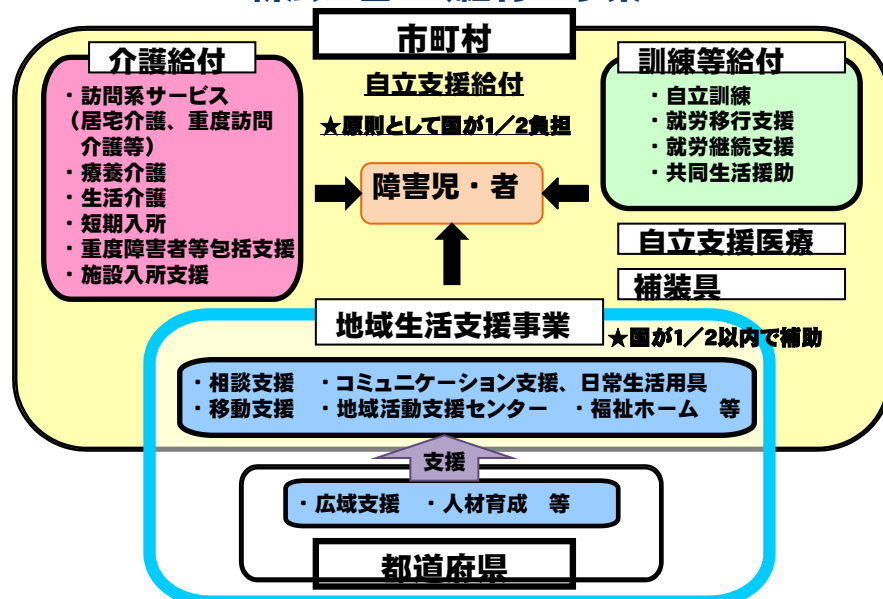 市町村
介護給付
・訪問系サービス
（居宅介護、重度訪問
介護等）
・療養介護
・生活介護
・短期入所
・重度障害者等包括支援
・施設入所支援
自立支援給付
★原則として国が1／2負担
障害児・者
訓練等給付
・自立訓練
・就労移行支援
・就労継続支援
・共同生活援助
自立支援医療
補装具
地域生活支援事業
★国が1／2以内で補助
・相談支援　・コミュニケーション支援、日常生活用具
・移動支援　・地域活動支援センター　・福祉ホーム　等
支援
・広域支援　・人材育成　等
都道府県